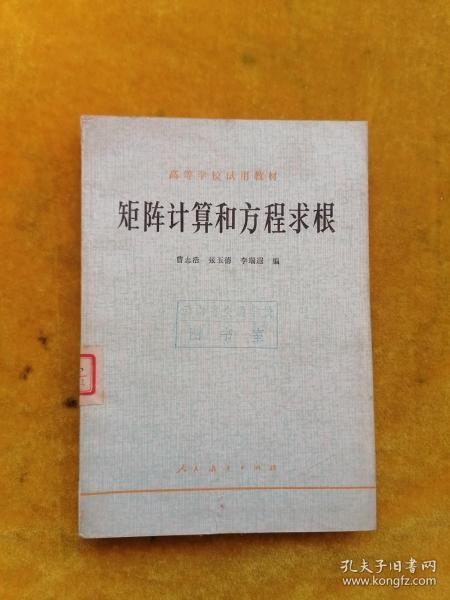 高等学校试用教材
矩阵计算和方程求根
曹志浩 张玉德 李瑞遐 编
图书室
人民教育出版社
孔夫子旧书网
www.kongfz.com